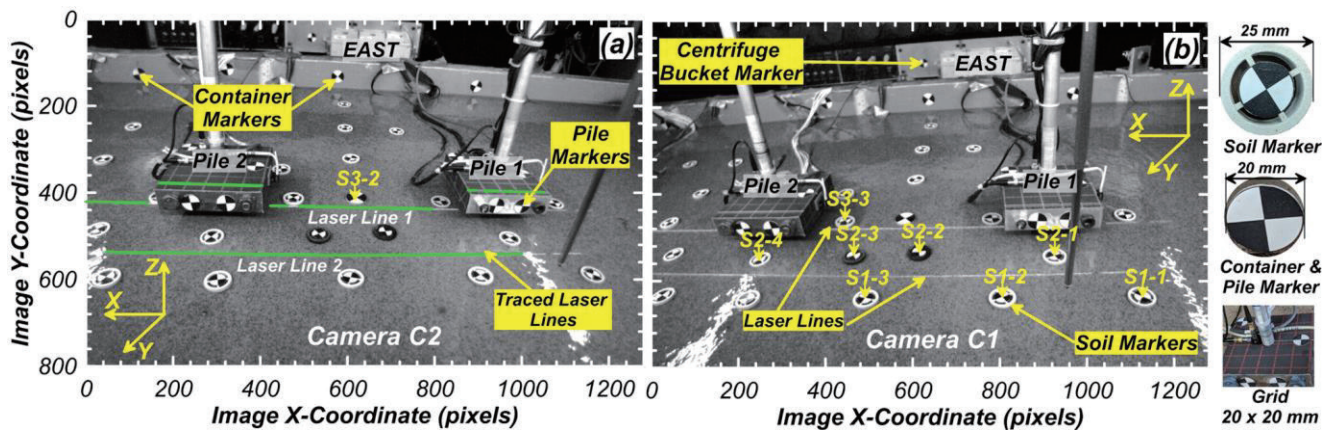 0
200
400
600
800
Image Y-Coordinate (pixels)
EAST
(a)
Container
Markers
Pile
Markers
Pile 2
Pile 1
S3-2
Laser Line 1
Laser Line 2
Z
X
Y
Traced Laser
Lines
Camera C2
0
200
400
600
800
1000
1200
Image X-Coordinate (pixels)
Centrifuge
Bucket Marker
EAST
(b)
Z
X
Y
Pile 2
Pile 1
S3-3
S2-4
S2-3
S2-2
S2-1
S1-3
S1-2
S1-1
Laser Lines
Soil Markers
Camera C1
0
200
400
600
800
1000
1200
Image X-Coordinate (pixels)
25 mm
Soil Marker
20 mm
Container &
Pile Marker
Grid
20 x 20 mm